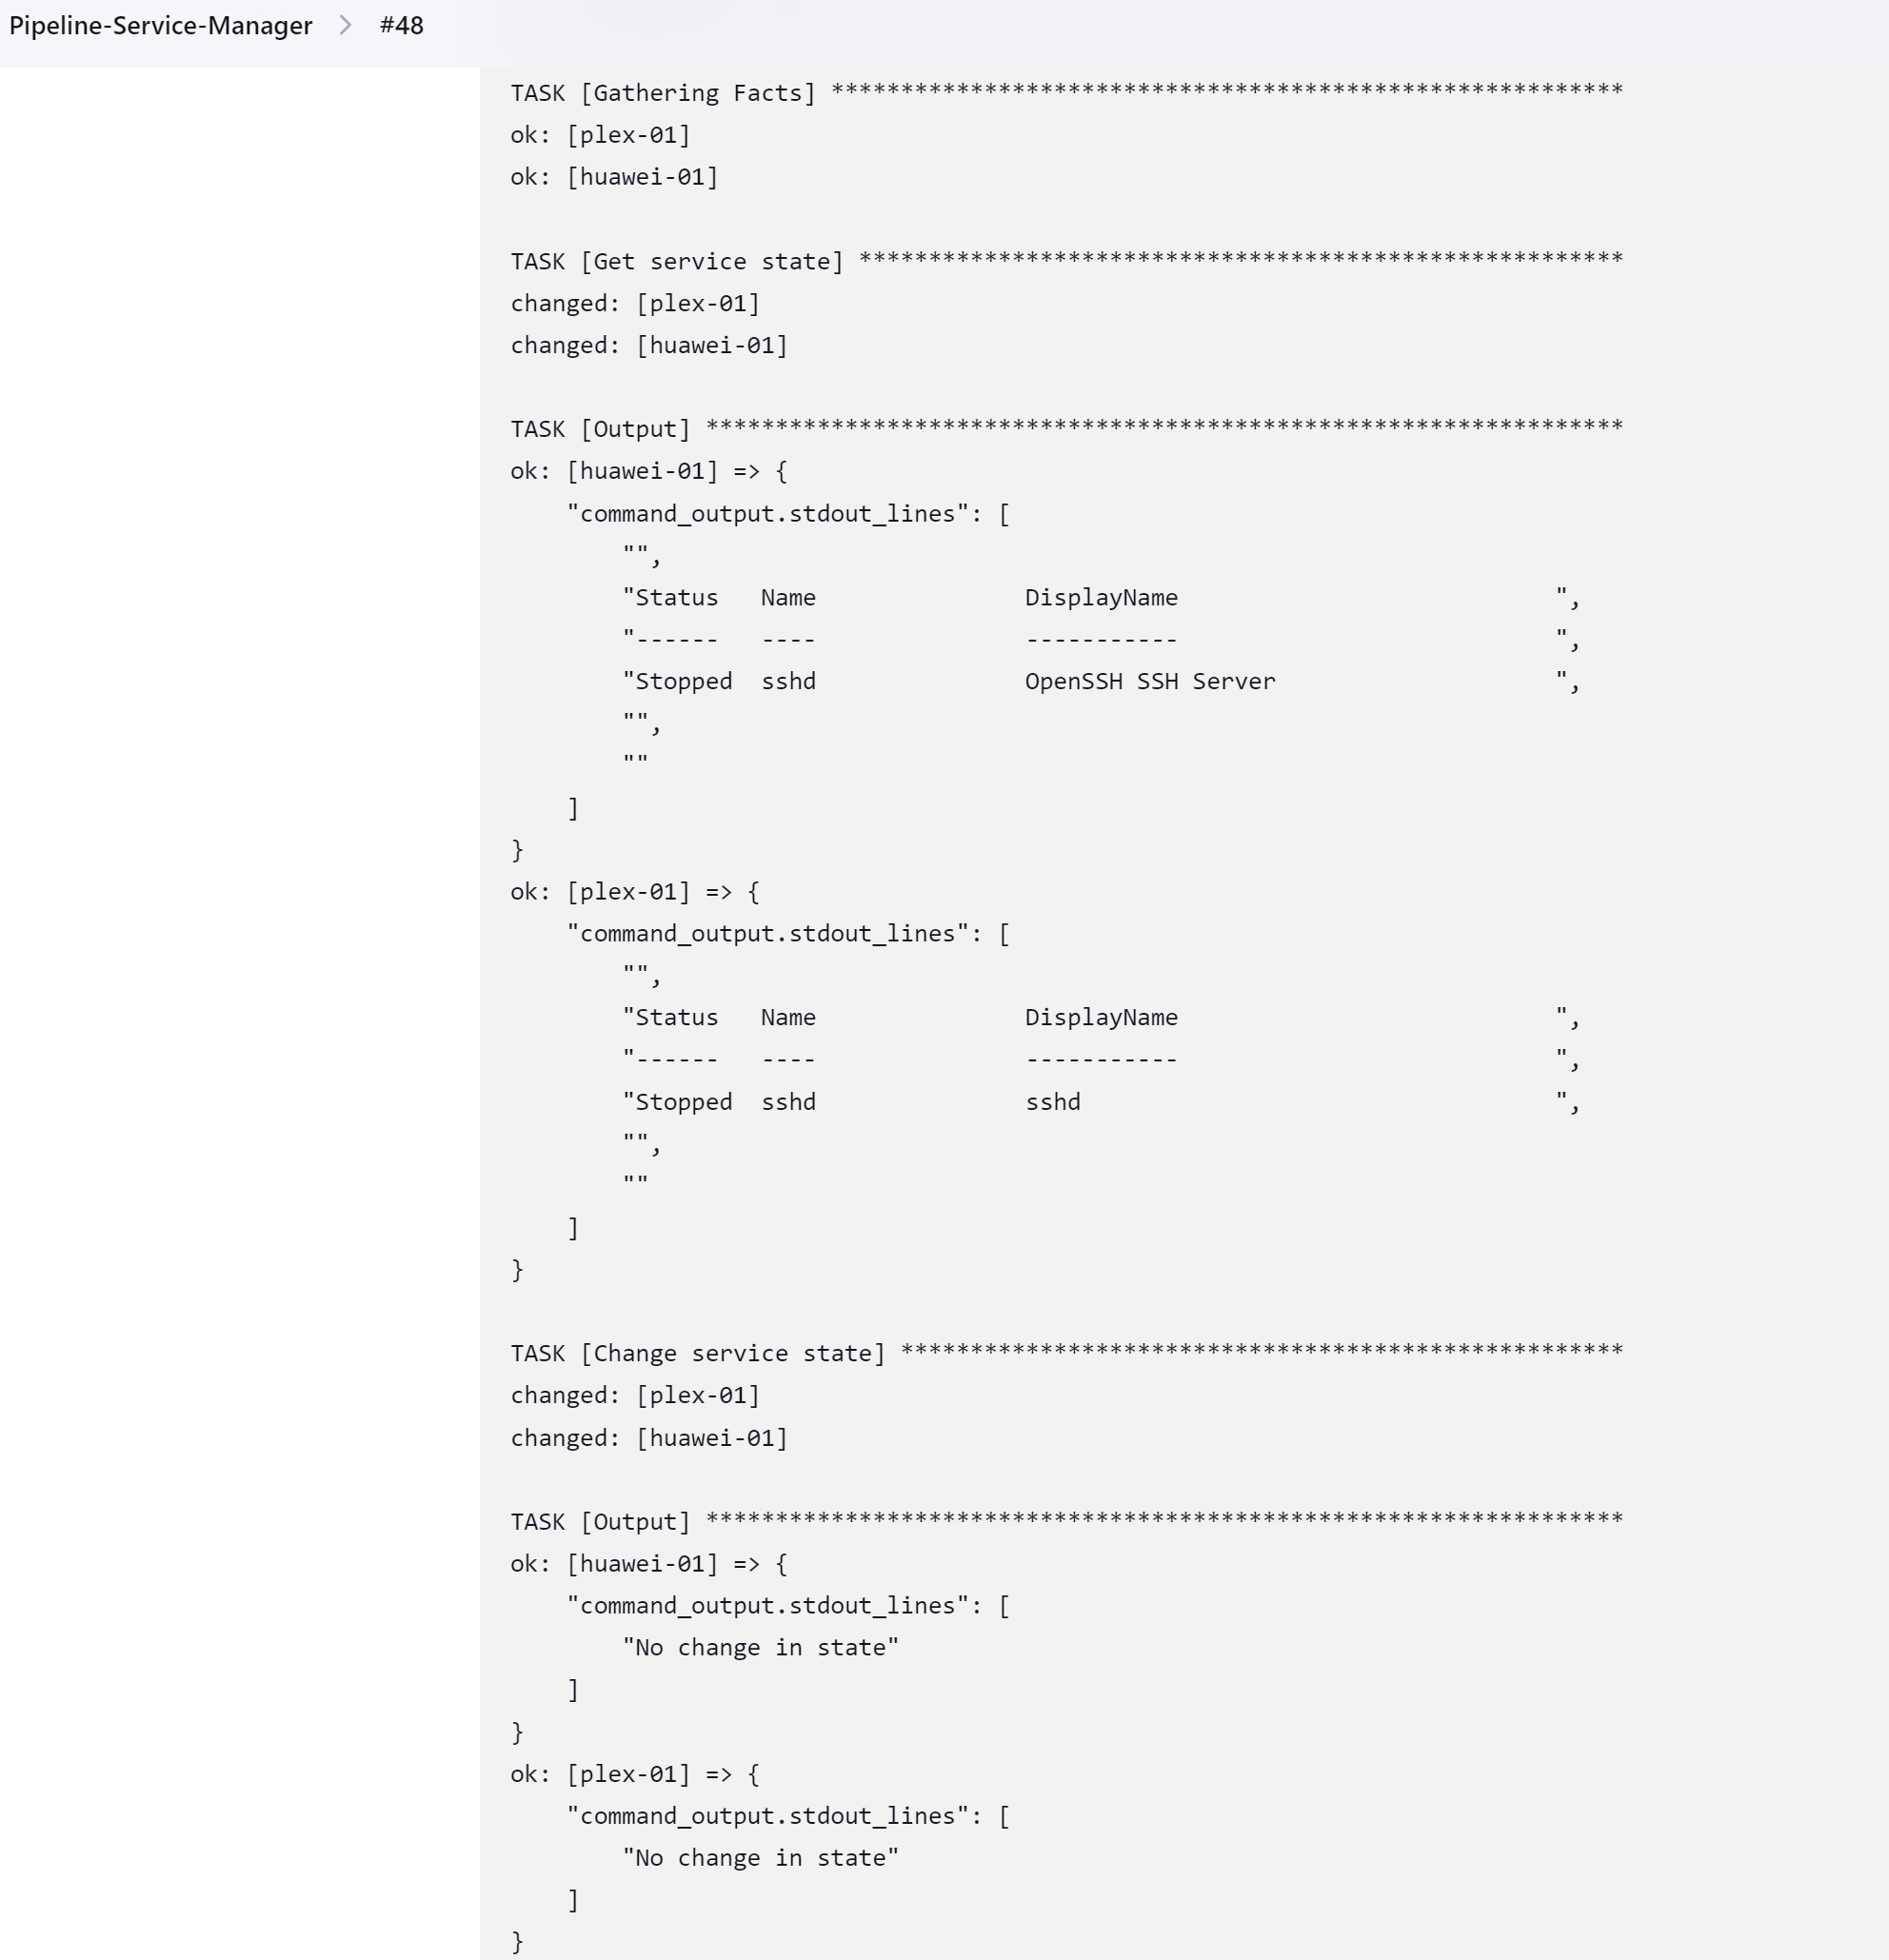 Pipeline-Service-Manager > #48
TASK [Gathering Facts] *********************************************************
ok: [plex-01]
ok: [huawei-01]
TASK [Get service state] *******************************************************
changed: [plex-01]
changed: [huawei-01]
TASK [Output] ******************************************************************
ok: [huawei-01] => {
    "command_output.stdout_lines": [
        "",
        "Status   Name               DisplayName                           ",
        "------   ----               -----------                           ",
        "Stopped  sshd               OpenSSH SSH Server                    ",
        "",
        ""
    ]
}
ok: [plex-01] => {
    "command_output.stdout_lines": [
        "",
        "Status   Name               DisplayName                           ",
        "------   ----               -----------                           ",
        "Stopped  sshd               sshd                                  ",
        "",
        ""
    ]
}
TASK [Change service state] ****************************************************
changed: [plex-01]
changed: [huawei-01]
TASK [Output] ******************************************************************
ok: [huawei-01] => {
    "command_output.stdout_lines": [
        "No change in state"
    ]
}
ok: [plex-01] => {
    "command_output.stdout_lines": [
        "No change in state"
    ]
}